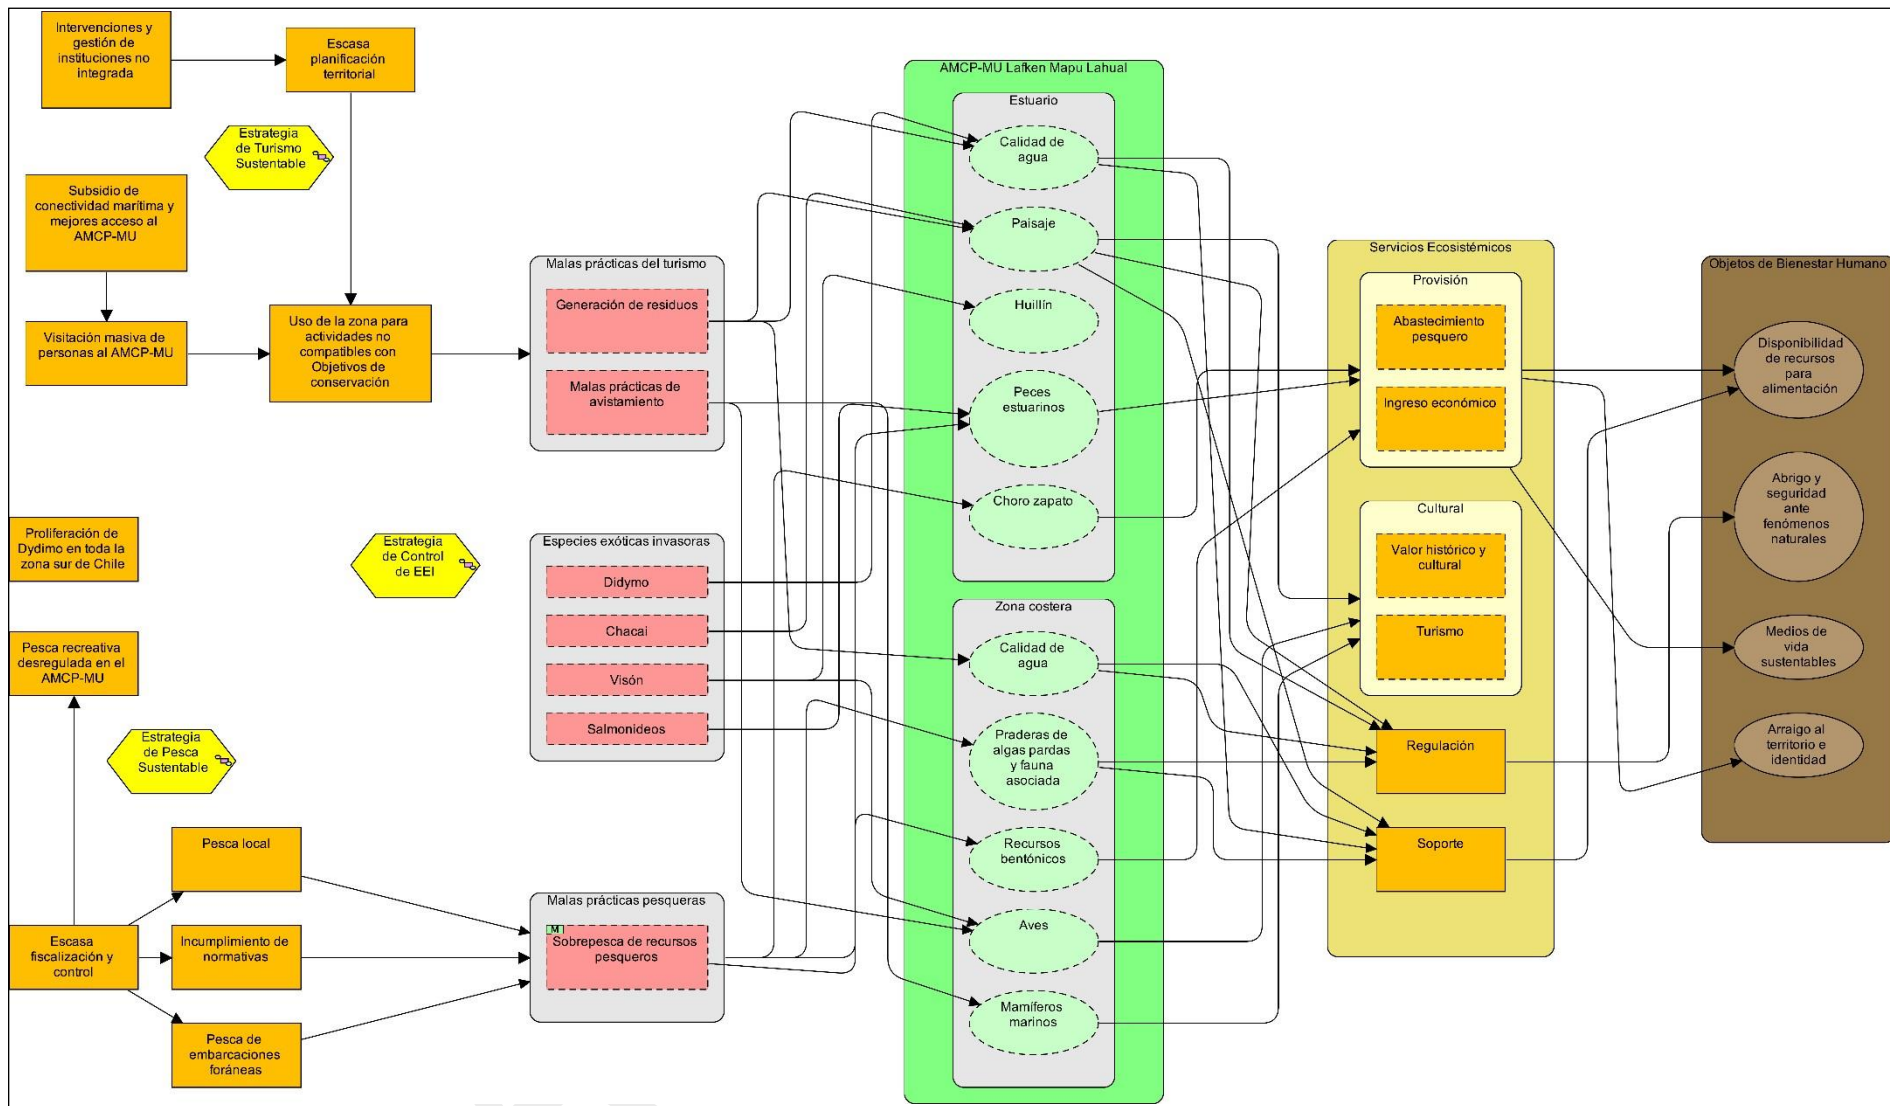 Intervenciones y
gestión de
instituciones no
integrada
Escasa
planificación
territorial
Estrategia
de Turismo
Sustentable
Subsidio de
conectividad marítima y
mejores acceso al
AMCP-MU
Visitación masiva de
personas al AMCP-MU
Uso de la zona para
actividades no
compatibles con
Objetivos de
conservación
Proliferación de
Dydimo en toda la
zona sur de Chile
Estrategia
de Control
de EEI
Pesca recreativa
desregulada en el
AMCP-MU
Estrategia
de Pesca
Sustentable
Pesca local
Escasa
fiscalización y
control
Incumplimiento de
normativas
Pesca de
embarcaciones
foráneas
Malas prácticas del turismo
Generación de residuos
Malas prácticas de
avistamiento
Especies exóticas invasoras
Didymo
Chacai
Visón
Salmonideos
Malas prácticas pesqueras
M
Sobrepesca de recursos
pesqueros
AMCP-MU Lafken Mapu Lahual
Estuario
Calidad de
agua
Paisaje
Huillín
Peces
estuarinos
Choro zapato
Zona costera
Calidad de
agua
Praderas de
algas pardas
y fauna
asociada
Recursos
bentónicos
Aves
Mamíferos
marinos
Servicios Ecosistémicos
Provisión
Abastecimiento
pesquero
Ingreso económico
Cultural
Valor histórico y
cultural
Turismo
Regulación
Soporte
Objetos de Bienestar Humano
Disponibilidad
de recursos
para
alimentación
Abrigo y
seguridad
ante
fenómenos
naturales
Medios de
vida
sustentables
Arraigo al
territorio e
identidad